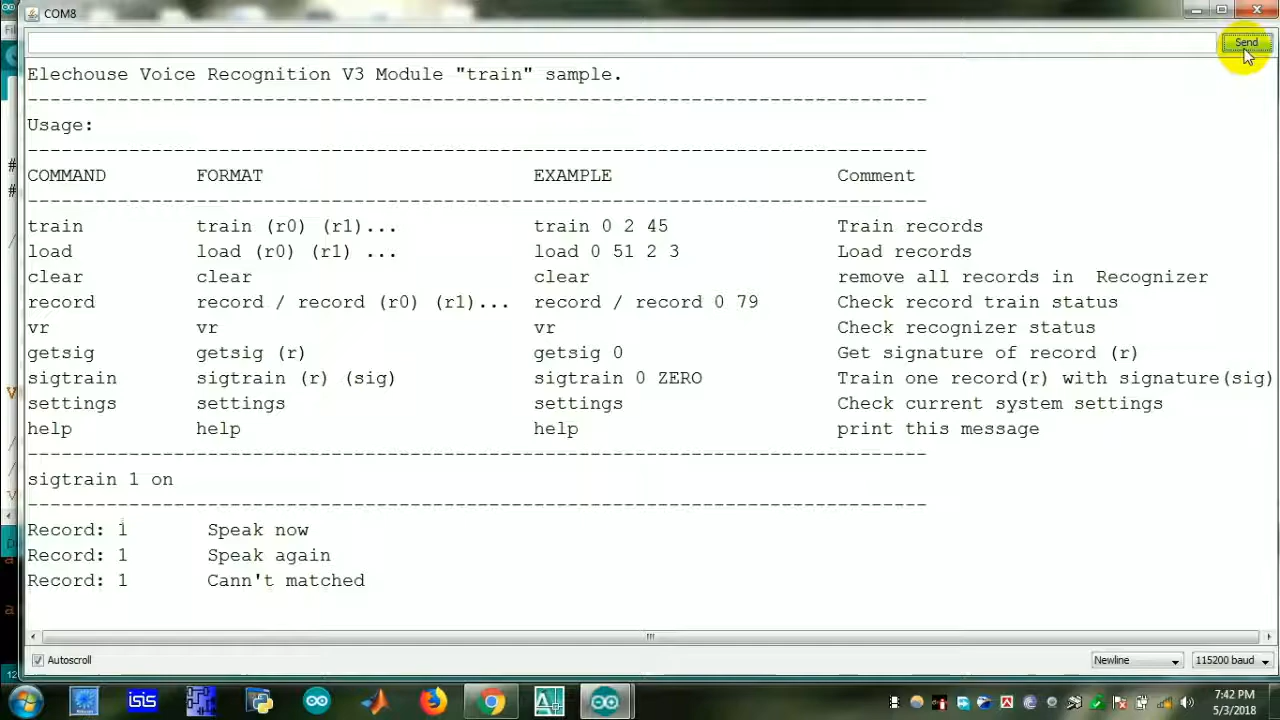 COM8
Send
Elechouse Voice Recognition V3 Module "train" sample.
--------------------------------------------------------------------------------
Usage:
--------------------------------------------------------------------------------
COMMAND FORMAT EXAMPLE Comment
--------------------------------------------------------------------------------
train train (r0) (r1)... train 0 2 45 Train records
load load (r0) (r1) ... load 0 51 2 3 Load records
clear clear clear remove all records in Recognizer
record record / record (r0) (r1)... record / record 0 79 Check record train status
vr vr vr Check recognizer status
getsig getsig (r) getsig 0 Get signature of record (r)
sigtrain sigtrain (r) (sig) sigtrain 0 ZERO Train one record(r) with signature(sig)
settings settings settings Check current system settings
help help help print this message
--------------------------------------------------------------------------------
sigtrain 1 on
--------------------------------------------------------------------------------
Record: 1 Speak now
Record: 1 Speak again
Record: 1 Cann't matched
Autoscroll Newline 115200 baud
isis
7:42 PM
5/3/2018